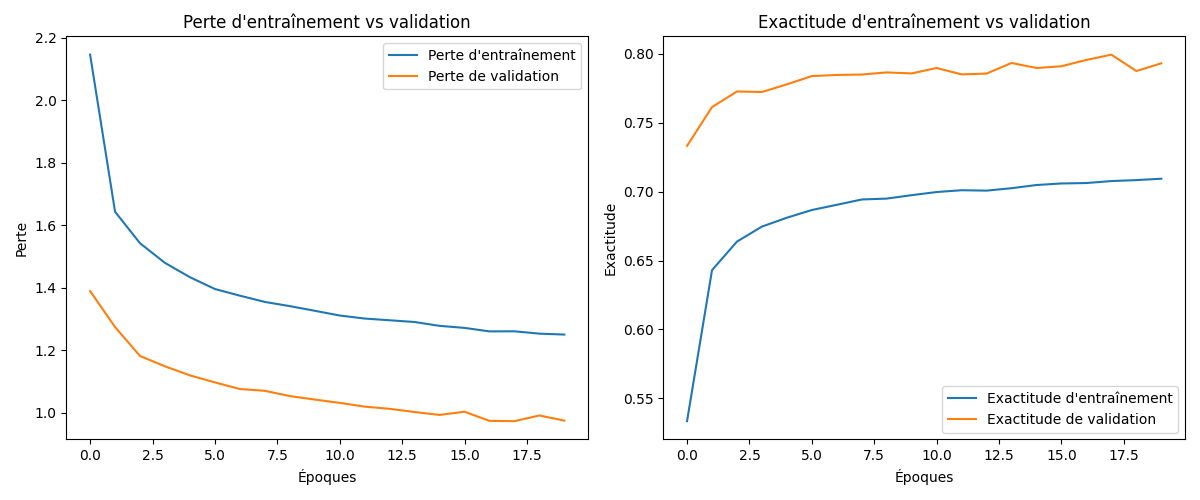 Perte d'entraînement vs validation
2.2
2.0
1.8
1.6
1.4
1.2
1.0
Perte
0.0 2.5 5.0 7.5 10.0 12.5 15.0 17.5
Époques
Perte d'entraînement
Perte de validation
Exactitude d'entraînement vs validation
0.80
0.75
0.70
0.65
0.60
0.55
Exactitude
0.0 2.5 5.0 7.5 10.0 12.5 15.0 17.5
Époques
Exactitude d'entraînement
Exactitude de validation